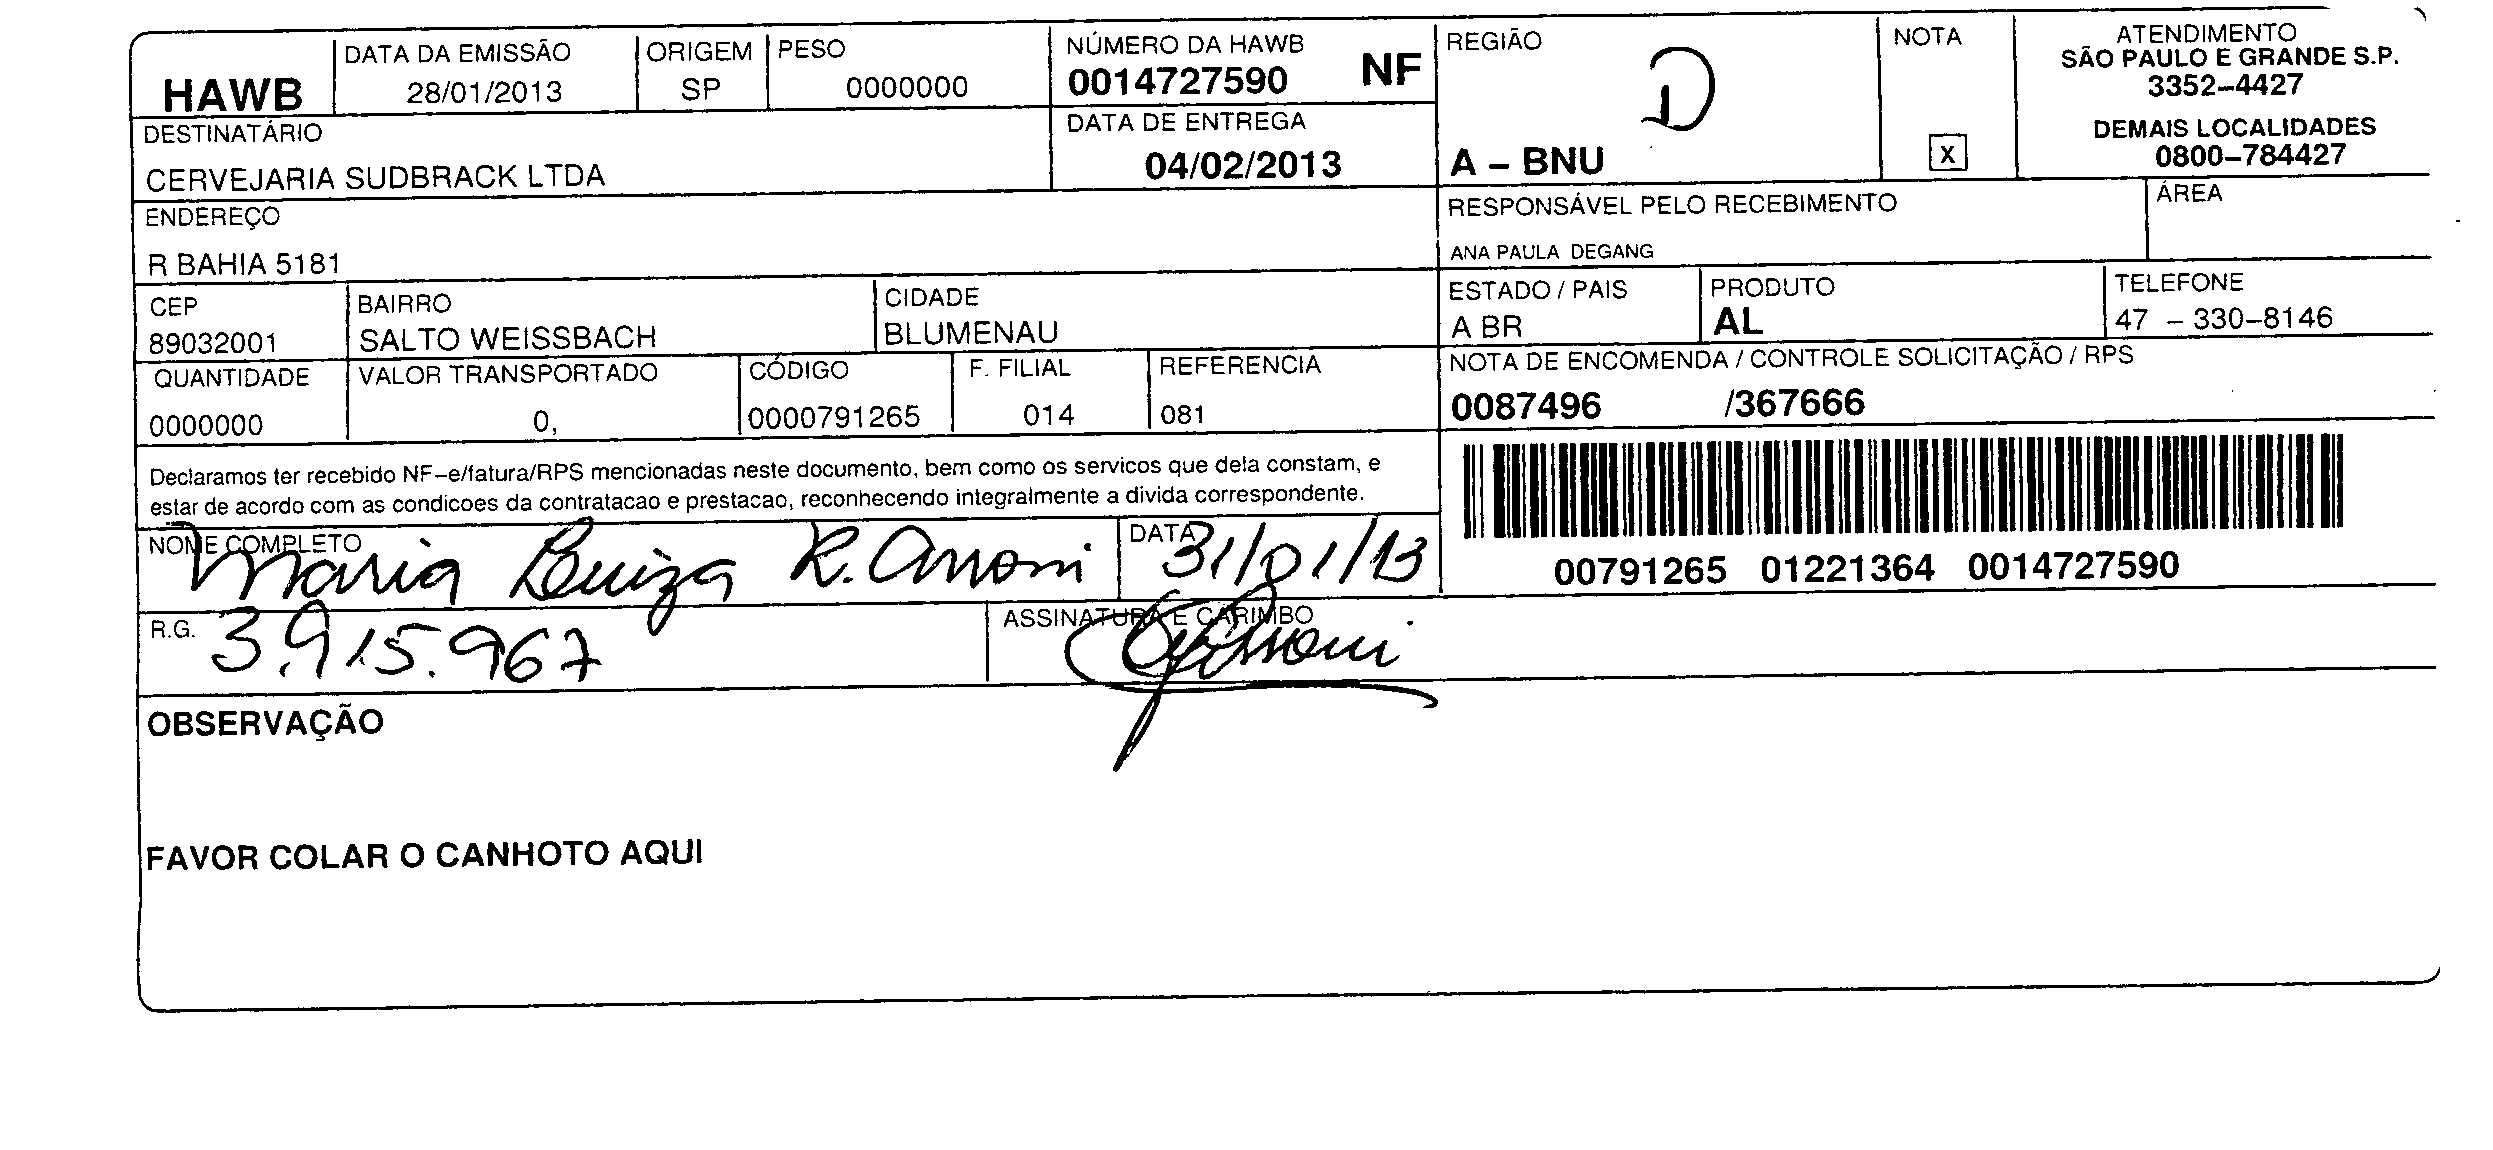 HAWB
DATA DA EMISSÃO
28/01/2013
ORIGEM
SP
PESO
0000000
NÚMERO DA HAWB
0014727590 NF
REGIÃO
D
A – BNU
NOTA
X
ATENDIMENTO
SÃO PAULO E GRANDE S.P.
3352–4427
DEMAIS LOCALIDADES
0800–784427
DESTINATÁRIO
CERVEJARIA SUDBRACK LTDA
DATA DE ENTREGA
04/02/2013
ENDEREÇO
R BAHIA 5181
RESPONSÁVEL PELO RECEBIMENTO
ANA PAULA DEGANG
ÁREA
CEP
89032001
BAIRRO
SALTO WEISSBACH
CIDADE
BLUMENAU
ESTADO / PAIS
A BR
PRODUTO
AL
TELEFONE
47 – 330–8146
QUANTIDADE
0000000
VALOR TRANSPORTADO
0,
CÓDIGO
0000791265
F. FILIAL
014
REFERENCIA
081
NOTA DE ENCOMENDA / CONTROLE SOLICITAÇÃO / RPS
0087496 /367666
Declaramos ter recebido NF–e/fatura/RPS mencionadas neste documento, bem como os servicos que dela constam, e
estar de acordo com as condicoes da contratacao e prestacao, reconhecendo integralmente a divida correspondente.
00791265 01221364 0014727590
NOME COMPLETO
Maria Luiza R.
DATA
31/01/13
R.G.
3.915.967
ASSINATURA E CARIMBO
OBSERVAÇÃO
FAVOR COLAR O CANHOTO AQUI